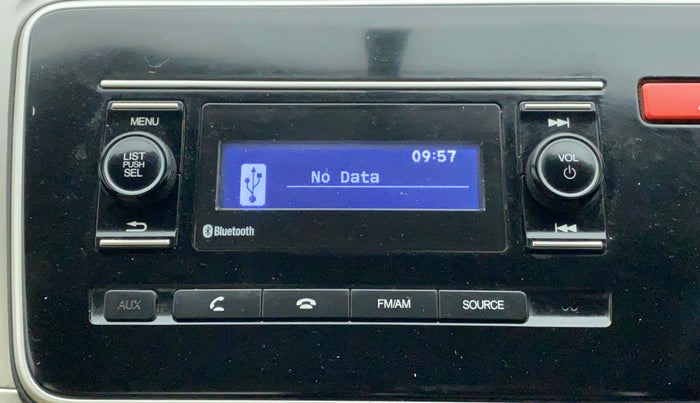 MENU
LIST
PUSH
SEL
09:57
No Data
Bluetooth
VOL
AUX
FM/AM
SOURCE